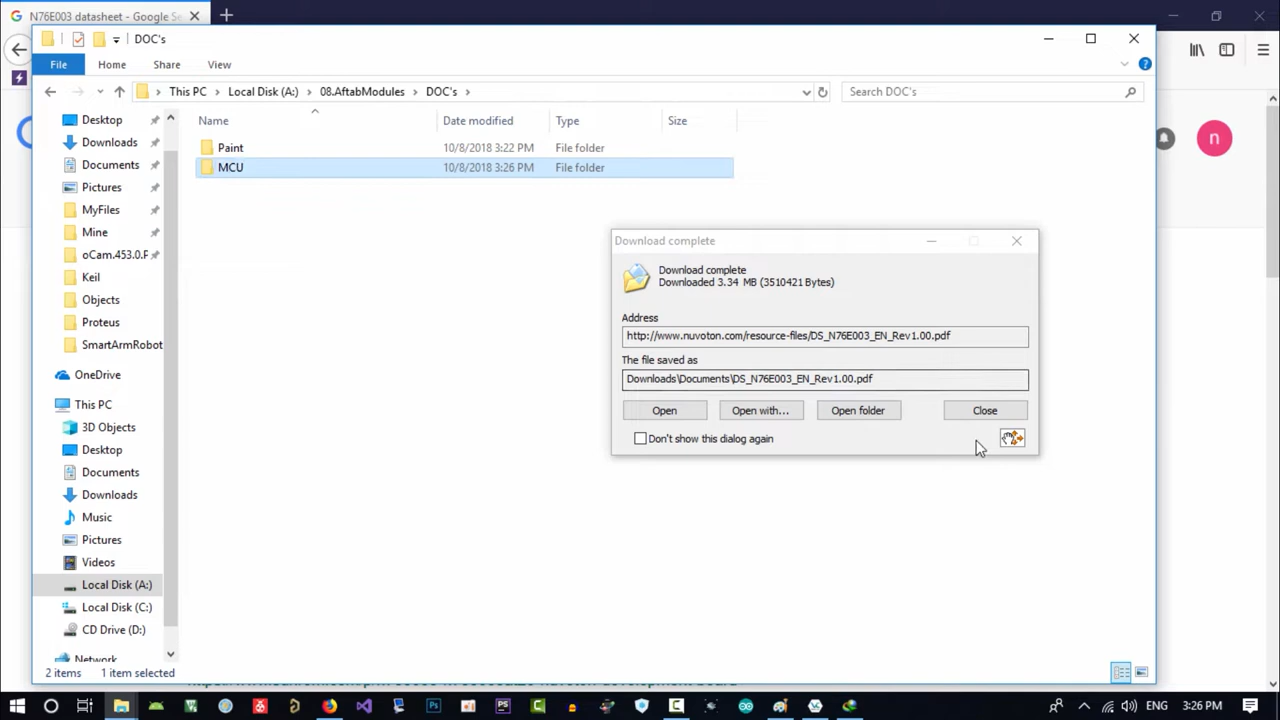 N76E003 datasheet - Google Se
DOC's
File
Home
Share
View
This PC
Local Disk (A:)
08.AftabModules
DOC's
Search DOC's
Name
Date modified
Type
Size
Desktop
Downloads
Documents
Pictures
MyFiles
Mine
oCam.453.0.P
Keil
Objects
Proteus
SmartArmRobot
OneDrive
This PC
3D Objects
Desktop
Documents
Downloads
Music
Pictures
Videos
Local Disk (A:)
Local Disk (C:)
CD Drive (D:)
Network
Paint 10/8/2018 3:22 PM File folder
MCU 10/8/2018 3:26 PM File folder
n
Download complete
Download complete
Downloaded 3.34 MB (3510421 Bytes)
Address
http://www.nuvoton.com/resource-files/DS_N76E003_EN_Rev1.00.pdf
The file saved as
Downloads\Documents\DS_N76E003_EN_Rev1.00.pdf
Open
Open with...
Open folder
Close
Don't show this dialog again
2 items
1 item selected
ENG
3:26 PM